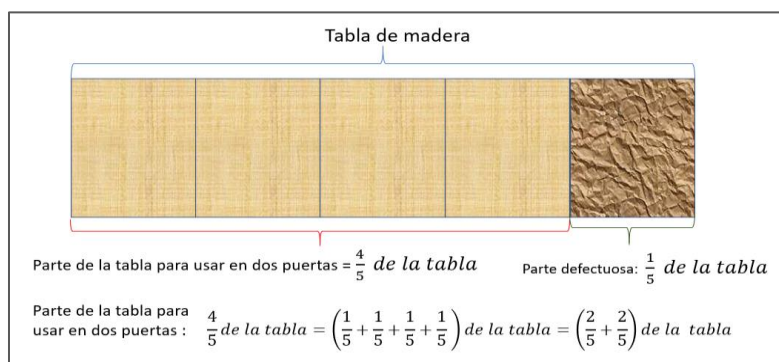 Tabla de madera
Parte de la tabla para usar en dos puertas = 4/5 de la tabla
Parte defectuosa: 1/5 de la tabla
Parte de la tabla para
usar en dos puertas : 4/5 de la tabla = (1/5 + 1/5 + 1/5 + 1/5) de la tabla = (2/5 + 2/5) de la tabla